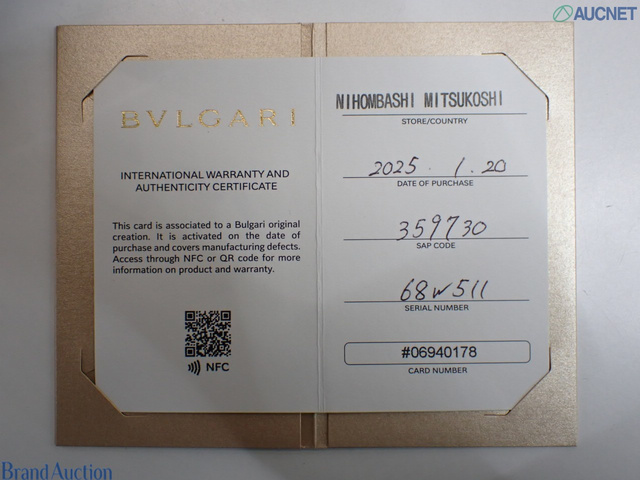 AUCNET
BVLGARI
INTERNATIONAL WARRANTY AND
AUTHENTICITY CERTIFICATE
This card is associated to a Bulgari original
creation. It is activated on the date of
purchase and covers manufacturing defects.
Access through NFC or QR code for more
information on product and warranty.
NFC
NIHOMBASHI MITSUKOSHI
STORE/COUNTRY
2025. 1. 20
DATE OF PURCHASE
359730
SAP CODE
68W511
SERIAL NUMBER
#06940178
CARD NUMBER
Brand Auction